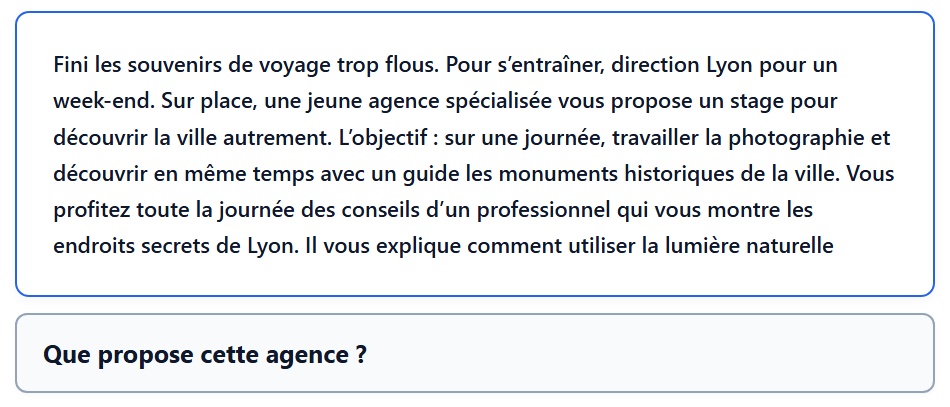 Fini les souvenirs de voyage trop flous. Pour s’entraîner, direction Lyon pour un
week-end. Sur place, une jeune agence spécialisée vous propose un stage pour
découvrir la ville autrement. L’objectif : sur une journée, travailler la photographie et
découvrir en même temps avec un guide les monuments historiques de la ville. Vous
profitez toute la journée des conseils d’un professionnel qui vous montre les
endroits secrets de Lyon. Il vous explique comment utiliser la lumière naturelle
Que propose cette agence ?